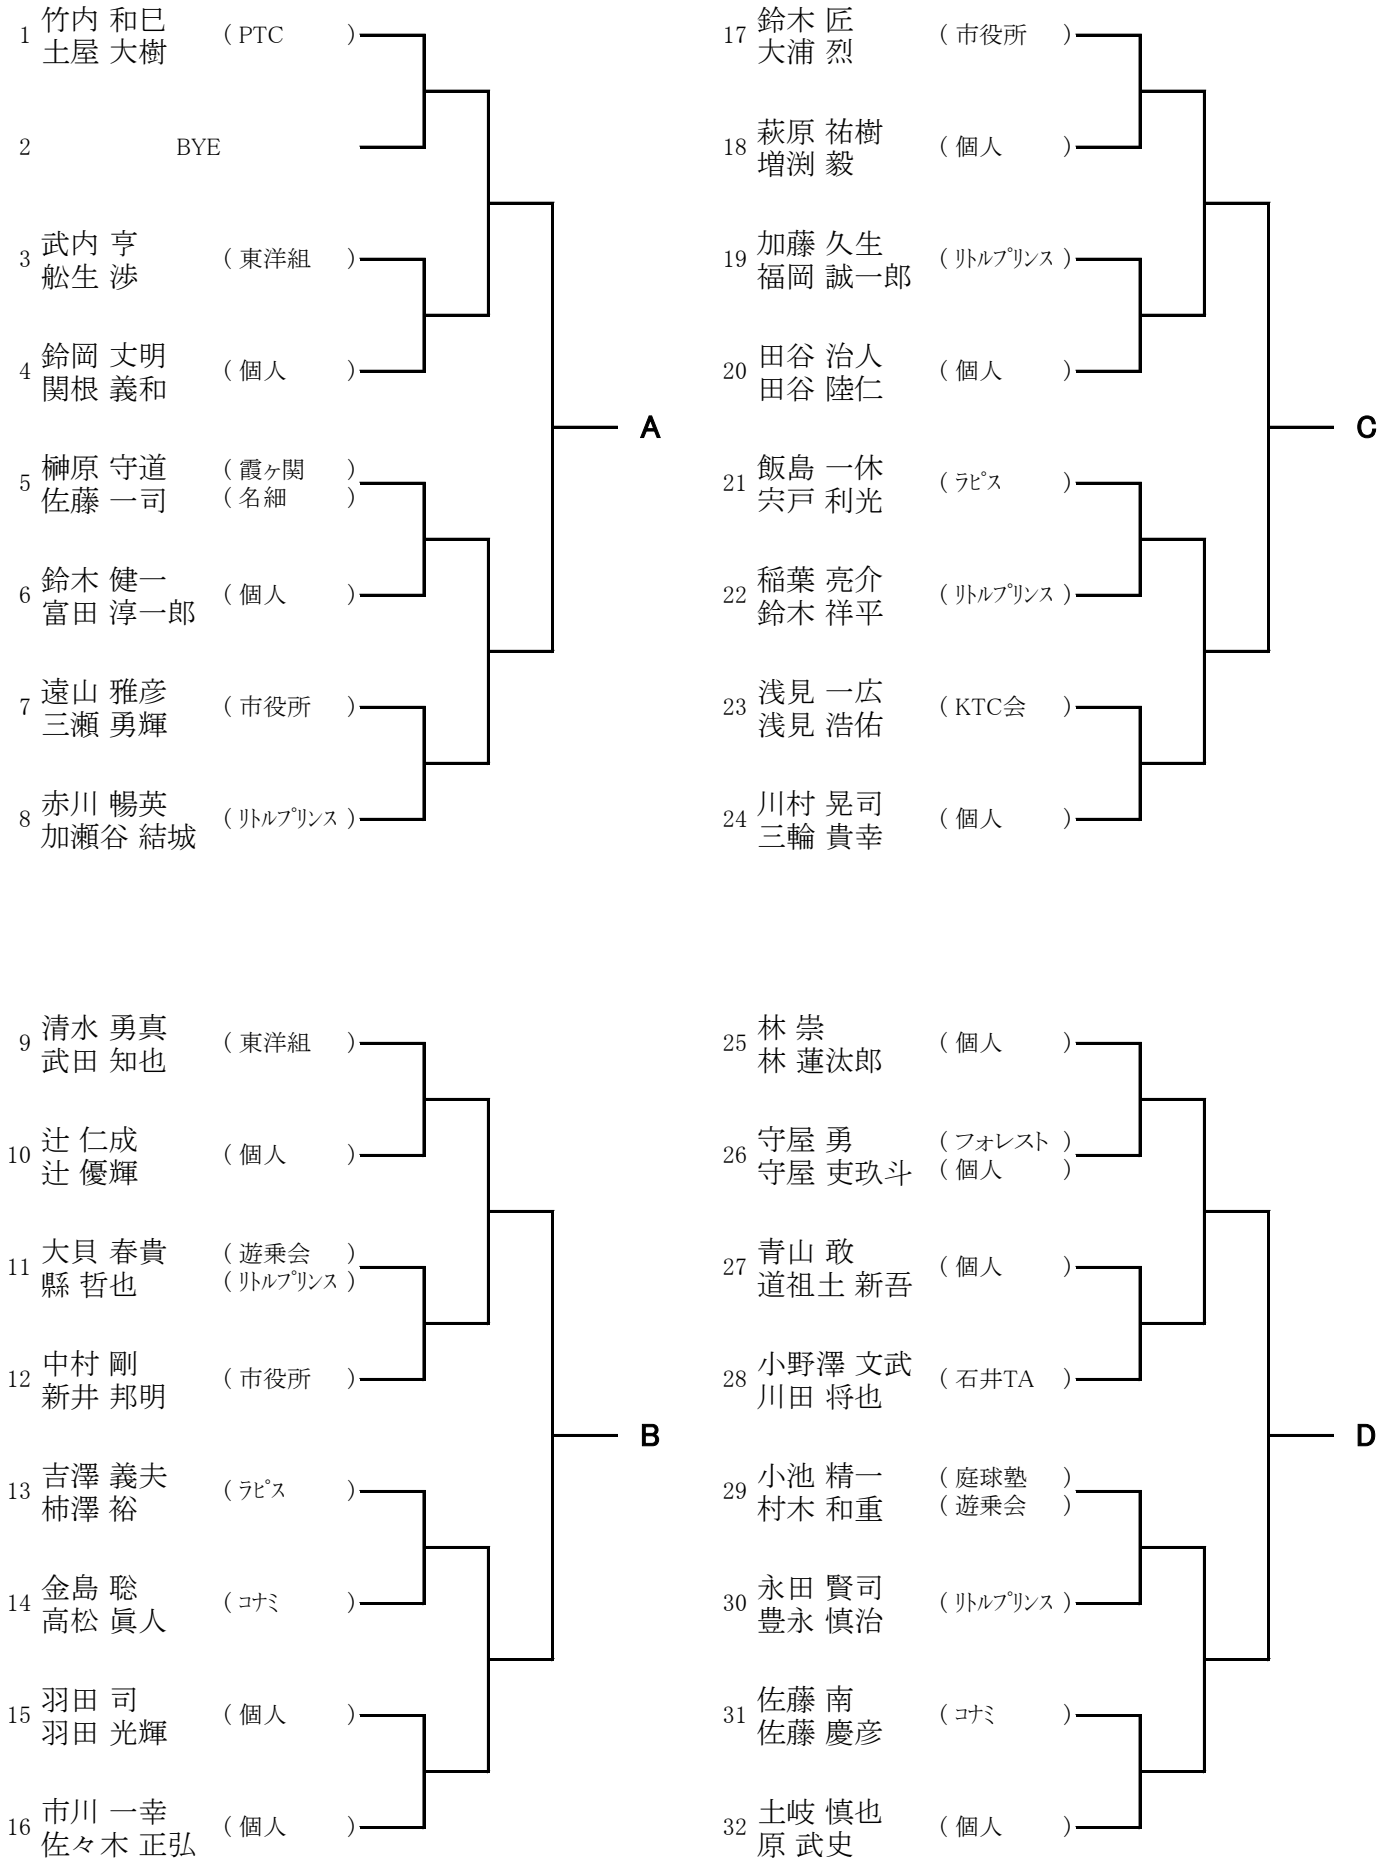 1 竹内 和巳 ( PTC )
土屋 大樹
2 BYE
3 武内 亨 ( 東洋組 )
舩生 渉
4 鈴岡 丈明 ( 個人 )
関根 義和
A
5 榊原 守道 ( 霞ヶ関 )
佐藤 一司 ( 名細 )
6 鈴木 健一 ( 個人 )
富田 淳一郎
7 遠山 雅彦 ( 市役所 )
三瀬 勇輝
8 赤川 暢英 ( ﾘﾄﾙﾌﾟﾘﾝｽ )
加瀬谷 結城
9 清水 勇真 ( 東洋組 )
武田 知也
10 辻 仁成 ( 個人 )
辻 優輝
11 大貝 春貴 ( 遊乗会 )
縣 哲也 ( ﾘﾄﾙﾌﾟﾘﾝｽ )
12 中村 剛 ( 市役所 )
新井 邦明
B
13 吉澤 義夫 ( ﾗﾋﾟｽ )
柿澤 裕
14 金島 聡 ( ｺﾅﾐ )
高松 眞人
15 羽田 司 ( 個人 )
羽田 光輝
16 市川 一幸 ( 個人 )
佐々木 正弘
17 鈴木 匠 ( 市役所 )
大浦 烈
18 萩原 祐樹 ( 個人 )
増渕 毅
19 加藤 久生 ( ﾘﾄﾙﾌﾟﾘﾝｽ )
福岡 誠一郎
20 田谷 治人 ( 個人 )
田谷 陸仁
C
21 飯島 一休 ( ﾗﾋﾟｽ )
宍戸 利光
22 稲葉 亮介 ( ﾘﾄﾙﾌﾟﾘﾝｽ )
鈴木 祥平
23 浅見 一広 ( KTC会 )
浅見 浩佑
24 川村 晃司 ( 個人 )
三輪 貴幸
25 林 崇 ( 個人 )
林 蓮汰郎
26 守屋 勇 ( フォレスト )
守屋 吏玖斗 ( 個人 )
27 青山 敢 ( 個人 )
道祖土 新吾
28 小野澤 文武 ( 石井TA )
川田 将也
D
29 小池 精一 ( 庭球塾 )
村木 和重 ( 遊乗会 )
30 永田 賢司 ( ﾘﾄﾙﾌﾟﾘﾝｽ )
豊永 慎治
31 佐藤 南 ( ｺﾅﾐ )
佐藤 慶彦
32 土岐 慎也 ( 個人 )
原 武史